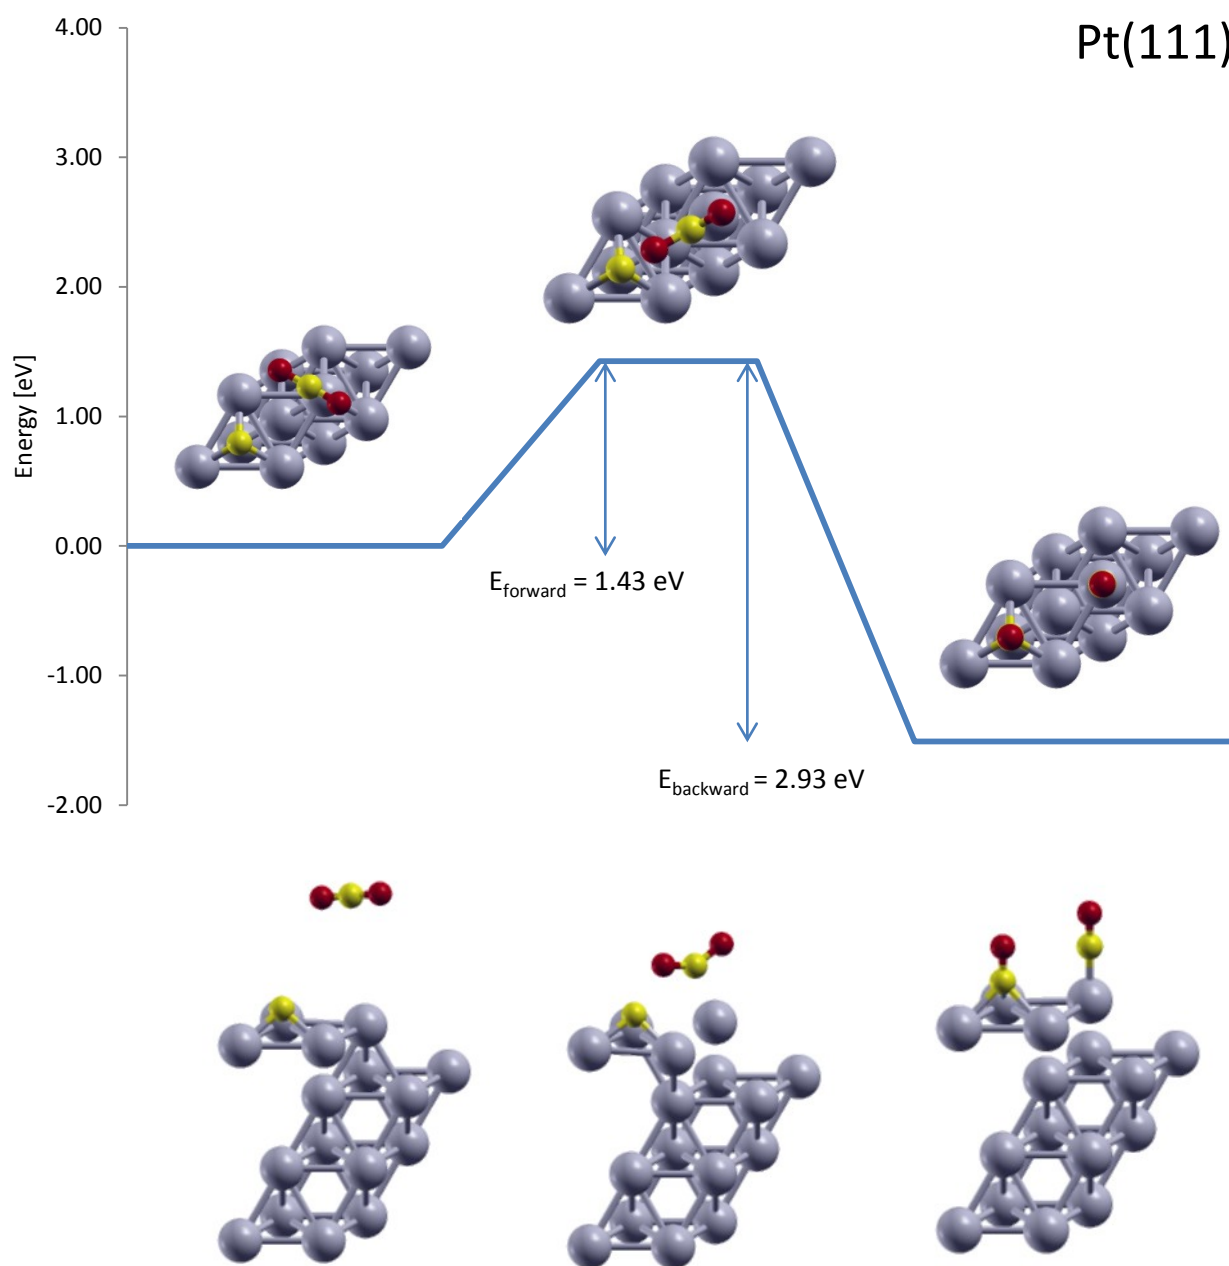 4.00
Pt(111)
3.00
2.00
Energy [eV]
1.00
0.00
E_forward = 1.43 eV
-1.00
E_backward = 2.93 eV
-2.00